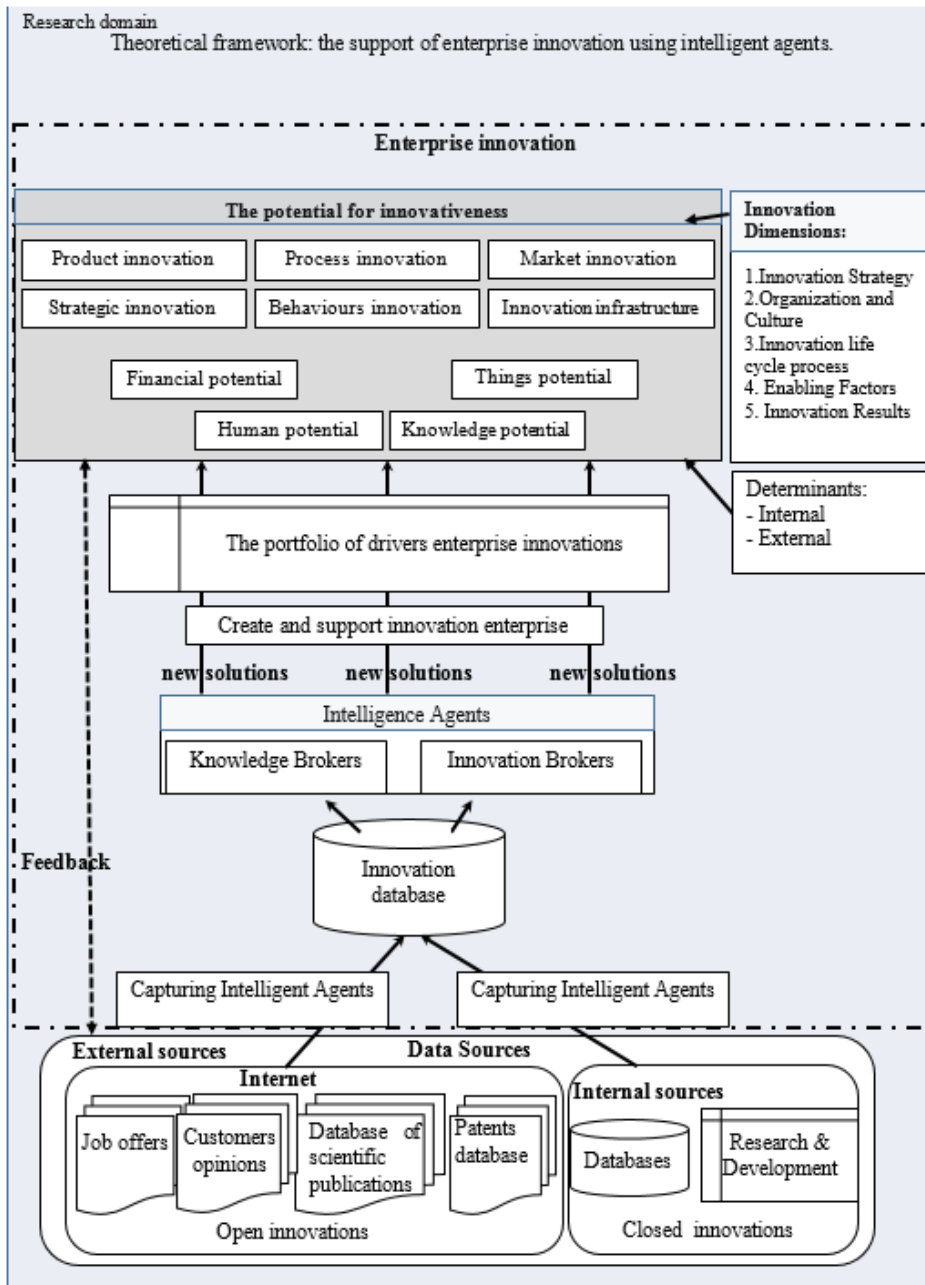 Research domain
Theoretical framework: the support of enterprise innovation using intelligent agents.
Enterprise innovation
The potential for innovativeness
Product innovation
Process innovation
Market innovation
Strategic innovation
Behaviours innovation
Innovation infrastructure
Financial potential
Things potential
Human potential
Knowledge potential
Innovation
Dimensions:
1.Innovation Strategy
2.Organization and
Culture
3.Innovation life
cycle process
4. Enabling Factors
5. Innovation Results
Determinants:
- Internal
- External
The portfolio of drivers enterprise innovations
Create and support innovation enterprise
new solutions
new solutions
new solutions
Intelligence Agents
Knowledge Brokers
Innovation Brokers
Innovation
database
Feedback
Capturing Intelligent Agents
Capturing Intelligent Agents
External sources
Data Sources
Internet
Job offers
Customers
opinions
Database of
scientific
publications
Patents
database
Open innovations
Internal sources
Databases
Research &
Development
Closed innovations